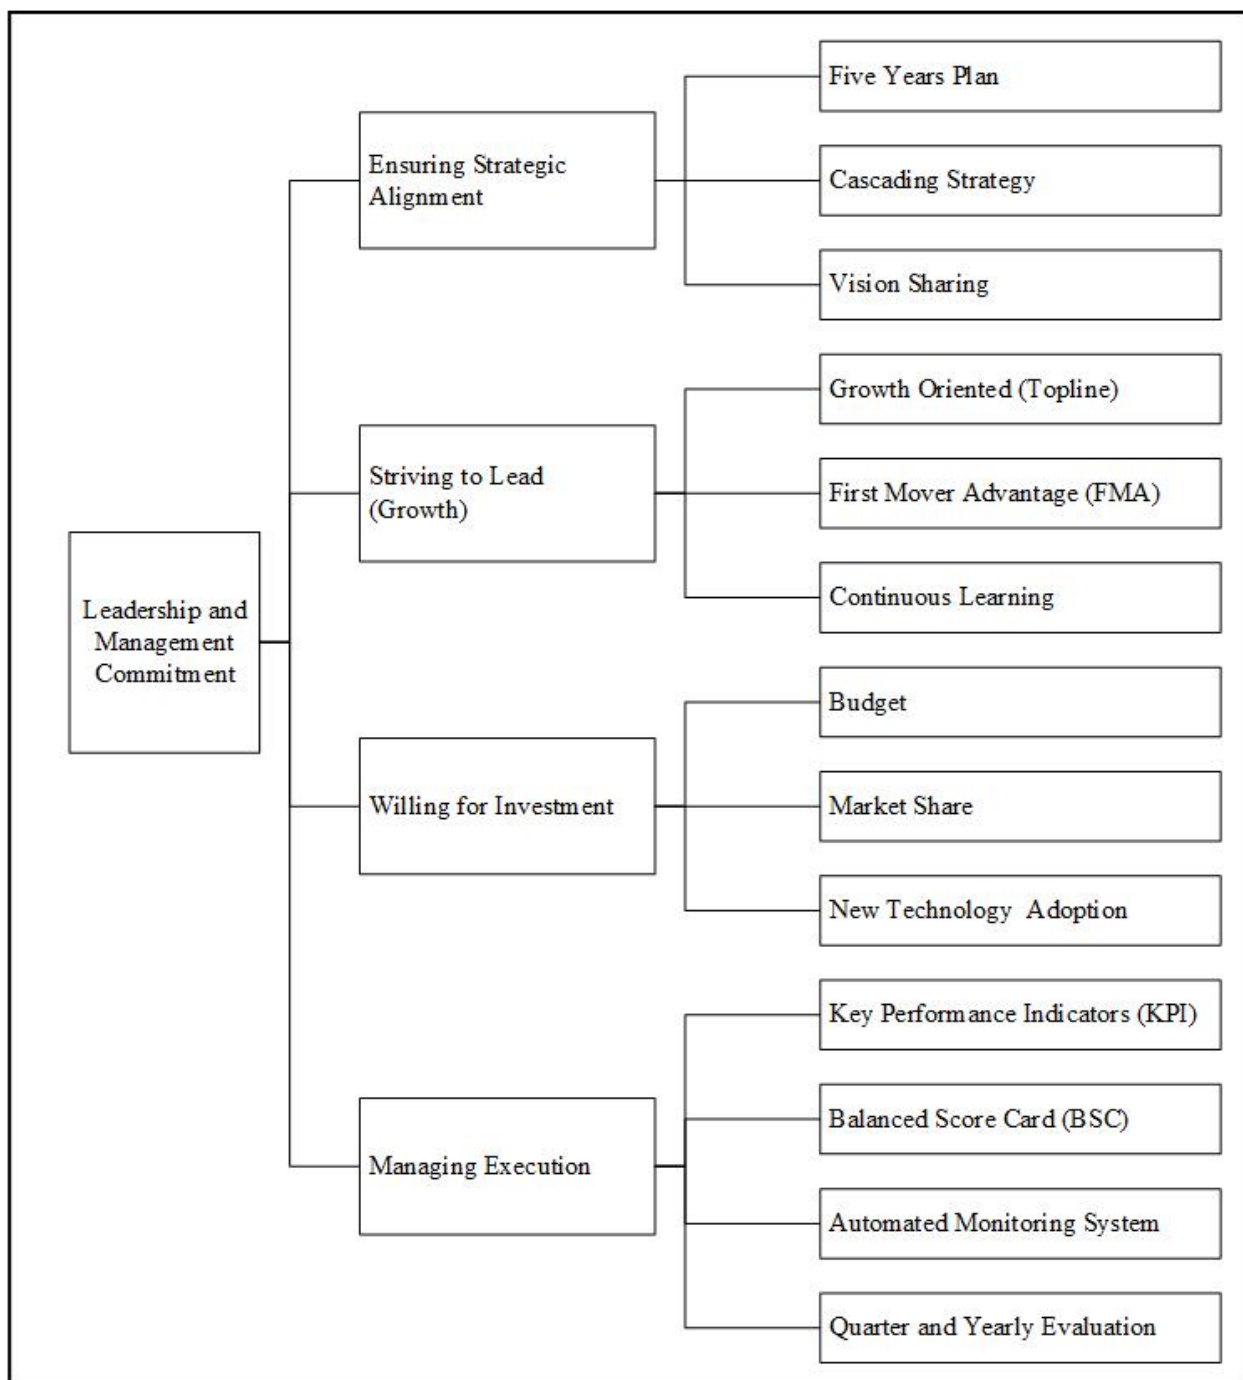 Leadership and
Management
Commitment
Ensuring Strategic
Alignment
Five Years Plan
Cascading Strategy
Vision Sharing
Striving to Lead
(Growth)
Growth Oriented (Topline)
First Mover Advantage (FMA)
Continuous Learning
Willing for Investment
Budget
Market Share
New Technology  Adoption
Managing Execution
Key Performance Indicators (KPI)
Balanced Score Card (BSC)
Automated Monitoring System
Quarter and Yearly Evaluation